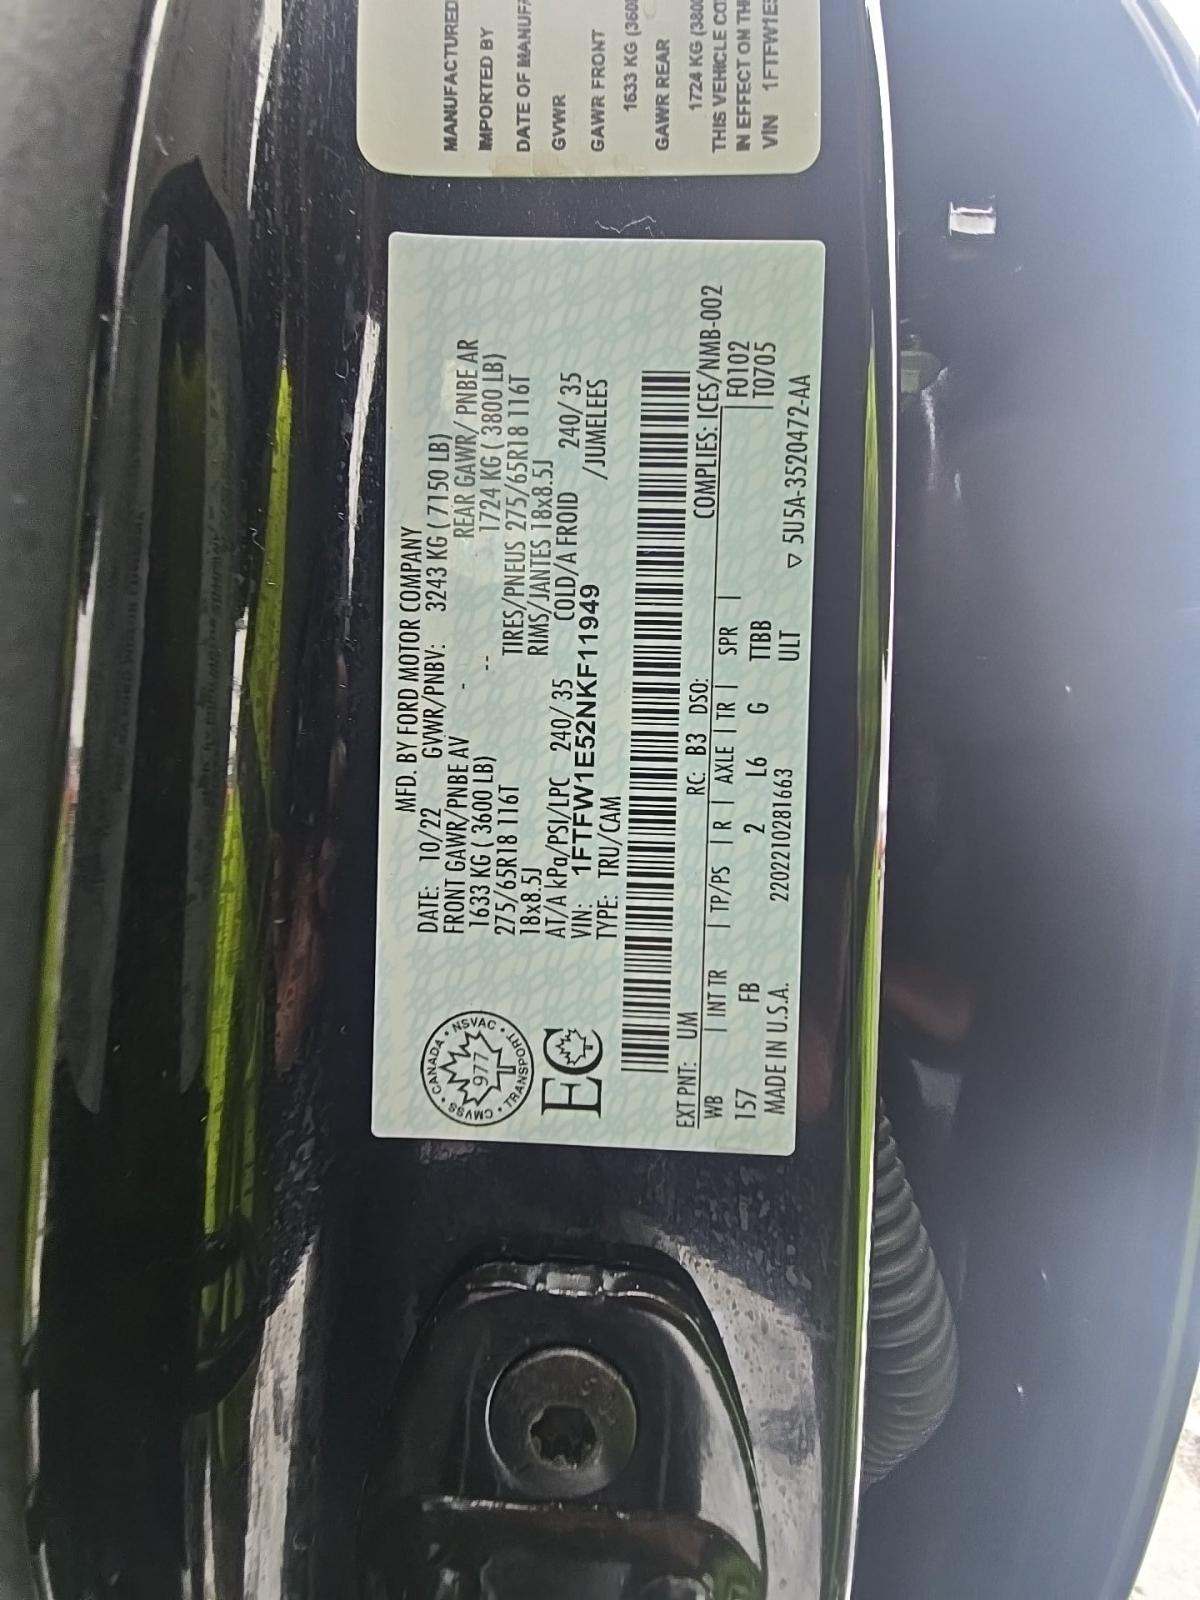 MFD. BY FORD MOTOR COMPANY
DATE: 10/22 GVWR/PNBV: 3243 KG ( 7150 LB)
FRONT GAWR/PNBE AV - REAR GAWR/ PNBE AR
1633 KG ( 3600 LB) -- 1724 KG ( 3800 LB)
275/65R18 116T TIRES/PNEUS 275/65R18 116T
18x8.5J RIMS/JANTES 18x8.5J
AT/A kPa/PSI/LPC 240/ 35 COLD/A FROID 240/ 35
VIN: 1FTFW1E52NKF11949 /JUMELEES
TYPE: TRU/CAM
CANADA • NSVAC • TRANSPORT • CMVSS •
977
EC
COMPLIES: ICES/NMB-002
EXT PNT: UM RC: B3 DSO:
WB | INT TR | TP/PS | R | AXLE | TR | SPR | F0102
157 FB 2 L6 G TTBB T0705
MADE IN U.S.A. 220221028I663 ULT
▽ 5U5A-3520472-AA
MANUFACTURED
IMPORTED BY
DATE OF MANUF
GVWR
GAWR FRONT
1633 KG (3600
GAWR REAR
1724 KG (380
THIS VEHICLE CO
IN EFFECT ON TH
VIN 1FTFW1E